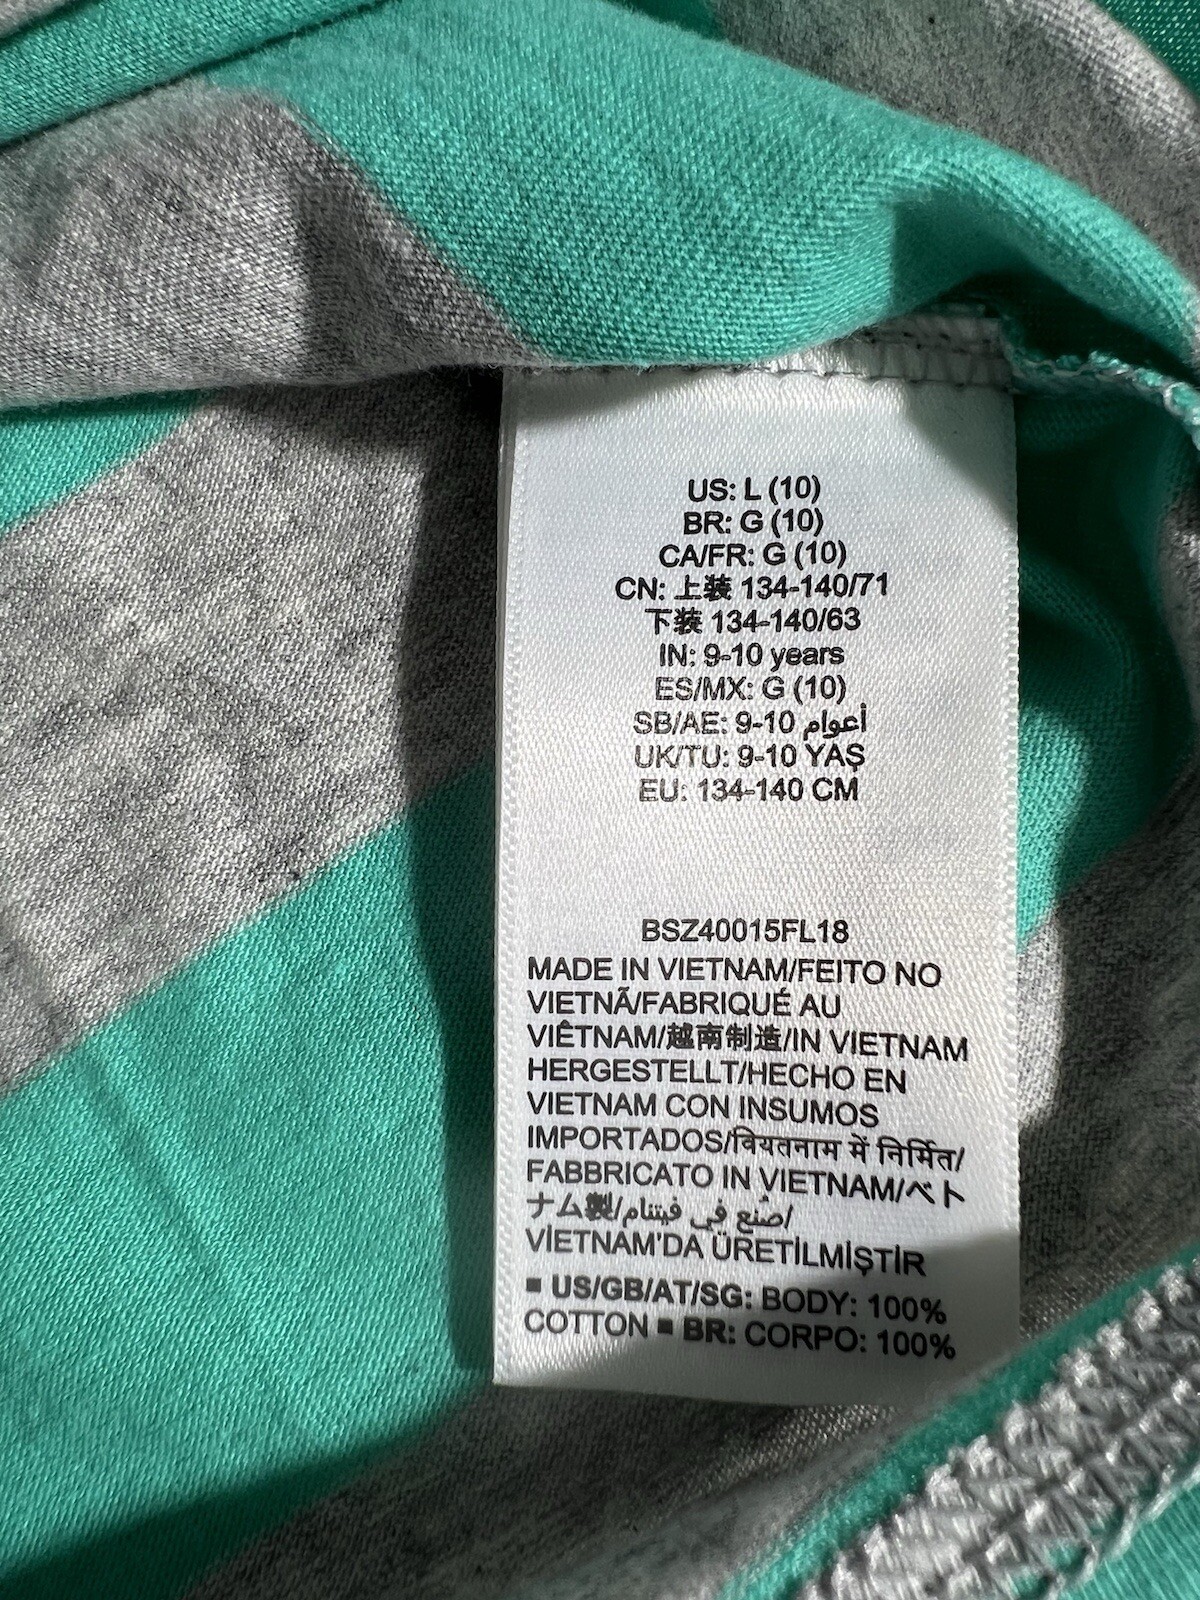 US: L (10)
BR: G (10)
CA/FR: G (10)
CN: 上装 134-140/71
下装 134-140/63
IN: 9-10 years
ES/MX: G (10)
SB/AE: 9-10 أعوام
UK/TU: 9-10 YAŞ
EU: 134-140 CM
BSZ40015FL18
MADE IN VIETNAM/FEITO NO
VIETNÃ/FABRIQUÉ AU
VIÊTNAM/越南制造/IN VIETNAM
HERGESTELLT/HECHO EN
VIETNAM CON INSUMOS
IMPORTADOS/वियतनाम में निर्मित/
FABBRICATO IN VIETNAM/ベト
ナム製/صُنع في فيتنام/
VİETNAM'DA ÜRETİLMİŞTİR
■ US/GB/AT/SG: BODY: 100%
COTTON ■ BR: CORPO: 100%